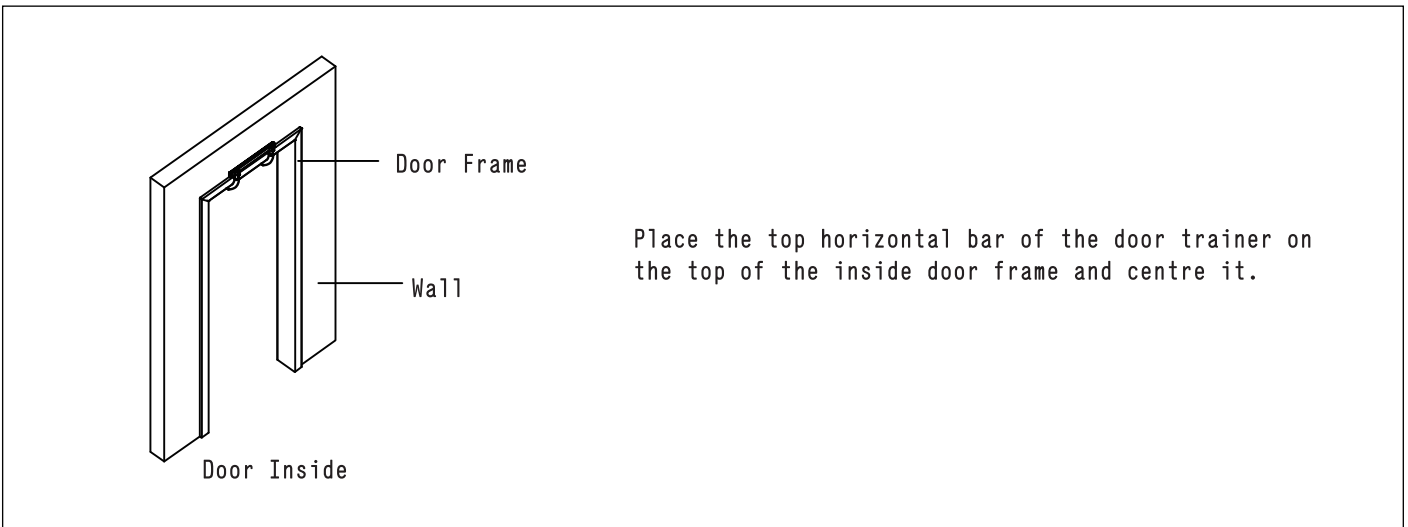 Door Frame
Place the top horizontal bar of the door trainer on
the top of the inside door frame and centre it.
Wall
Door Inside